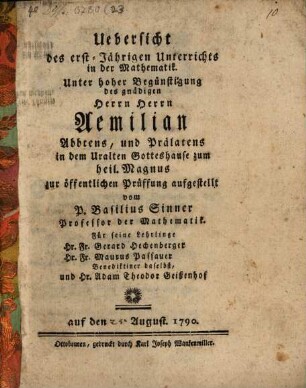 Uebersicht
des erst-Jährigen Unterrichts
in der Mathematik.
Unter hoher Begünstigung
des gnädigen
Herrn Herrn
Aemilian
Abbtens, und Prälatens
in dem Uralten Gotteshause zum
heil. Magnus
zur öffentlichen Prüffung aufgestellt
vom
P. Basilius Sinner
Professor der Mathematik.
Für seine Lehrlinge
Hr. Fr. Gerard Hechenberger
Hr. Fr. Maurus Passauer
Benediktiner daselbst,
und Hr. Adam Theodor Geistenhof
auf den August. 1790.
Ottobeuren, gedruckt durch Karl Joseph Wankenmiller.